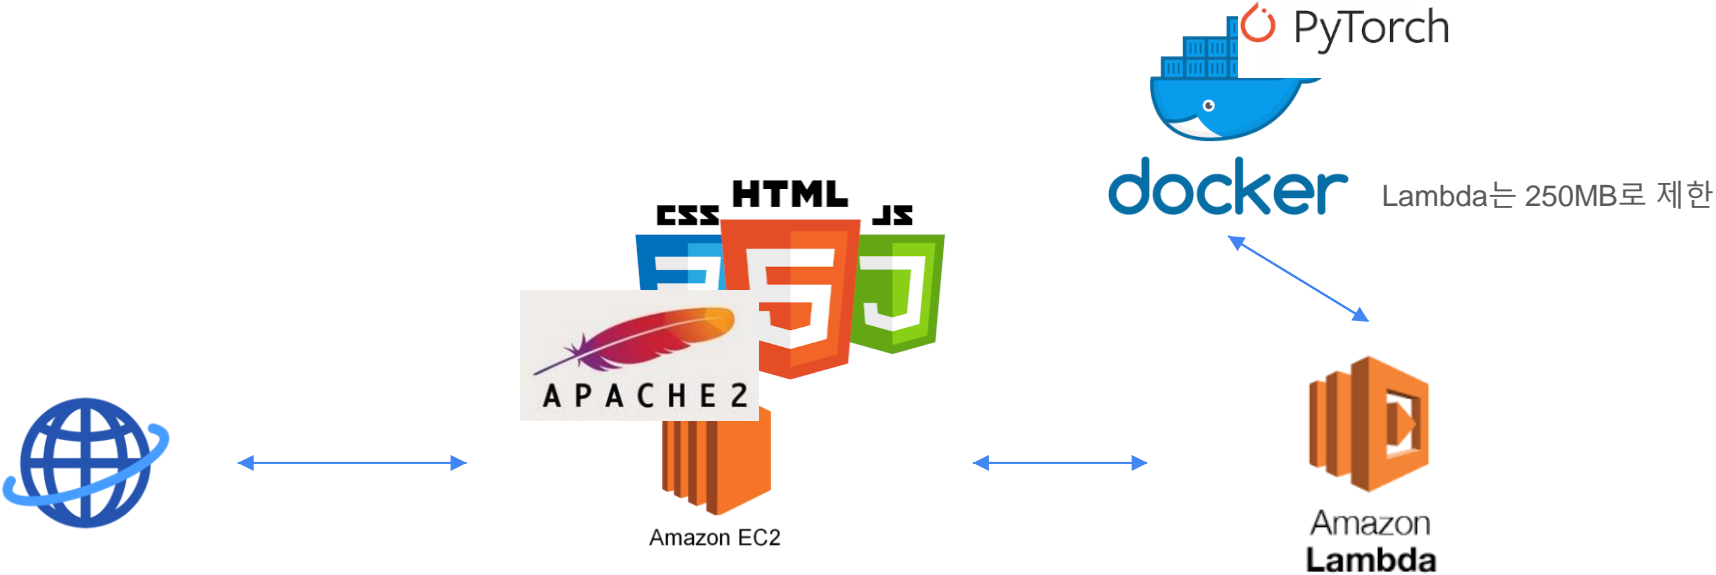 PyTorch
docker
Lambda는 250MB로 제한
HTML
CSS
JS
APACHE2
Amazon EC2
Amazon
Lambda